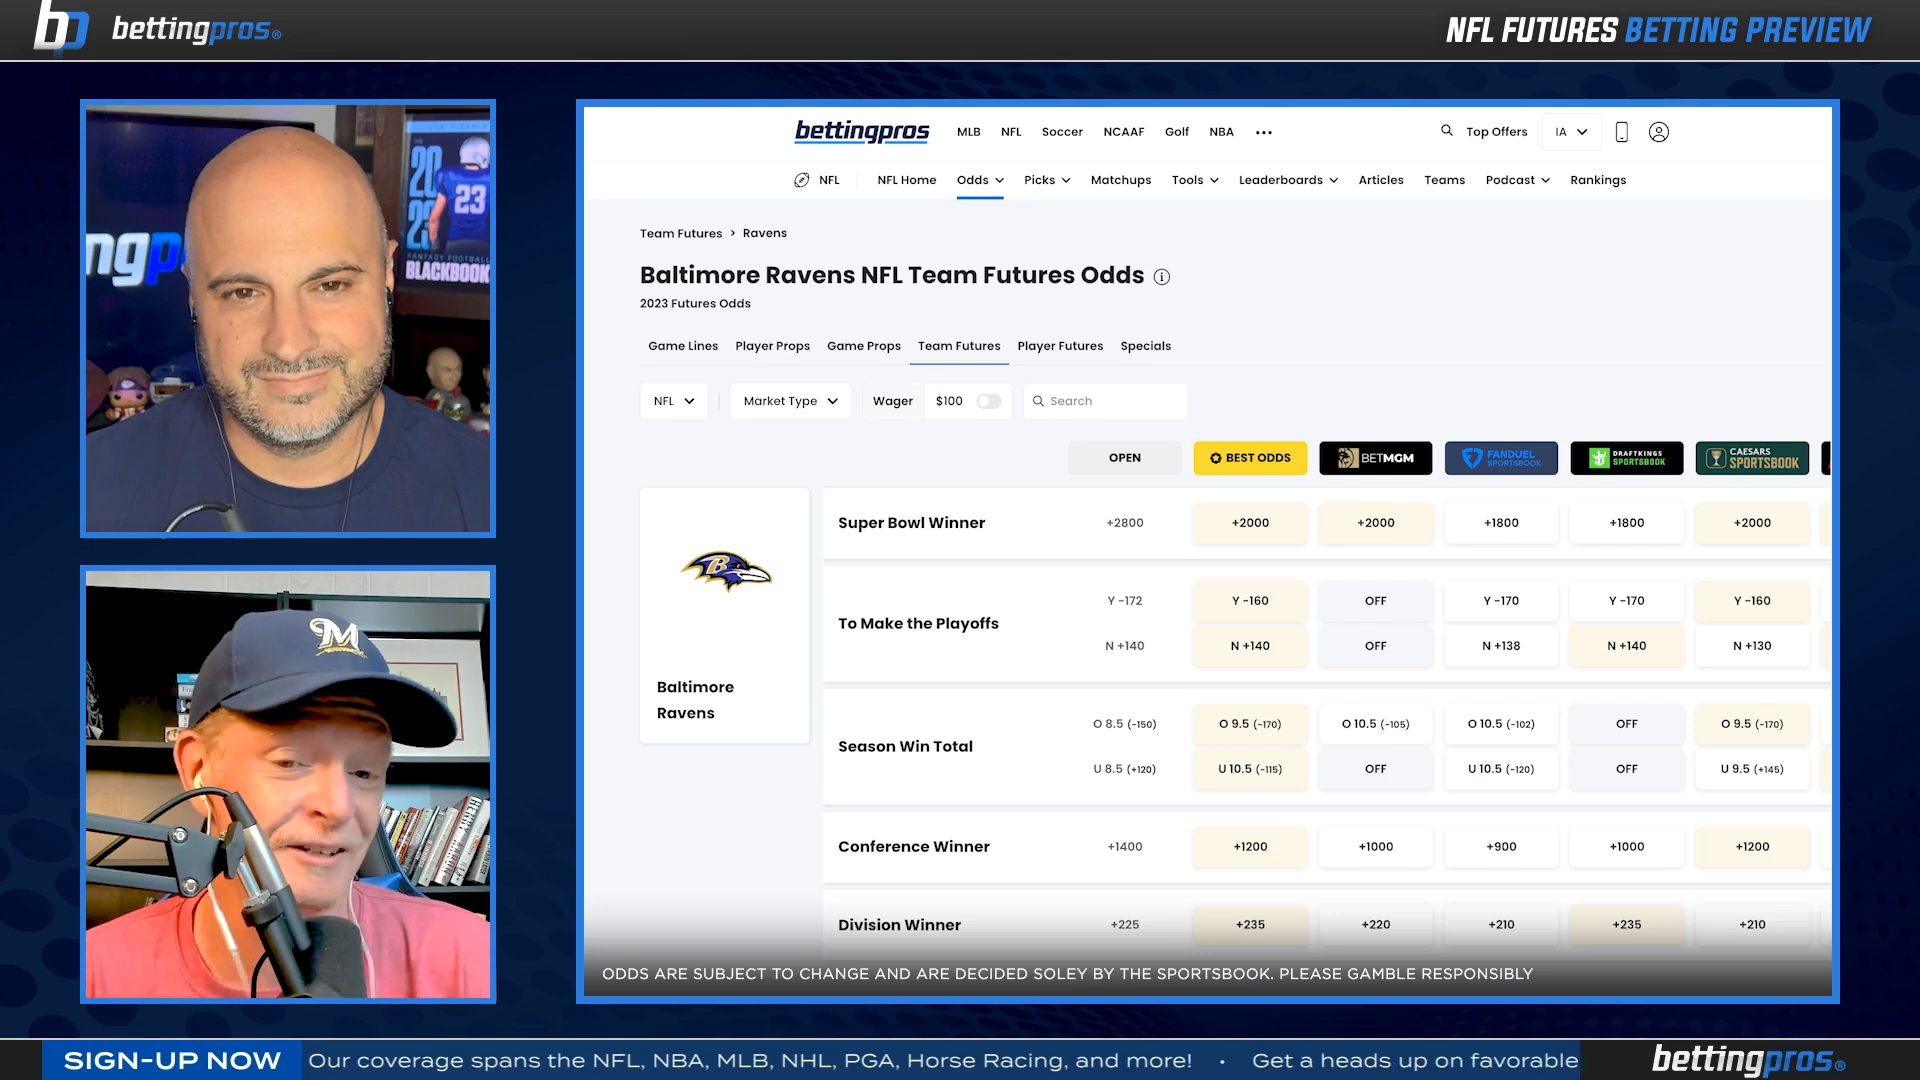 bp bettingpros®
NFL FUTURES BETTING PREVIEW
ngp
20
23
23
FANTASY FOOTBALL
BLACKBOOK
M
bettingpros MLB NFL Soccer NCAAF Golf NBA ••• Top Offers IA
NFL NFL Home Odds Picks Matchups Tools Leaderboards Articles Teams Podcast Rankings
Team Futures > Ravens
Baltimore Ravens NFL Team Futures Odds
2023 Futures Odds
Game Lines Player Props Game Props Team Futures Player Futures Specials
NFL Market Type Wager $100 Search
OPEN BEST ODDS BETMGM FANDUEL SPORTSBOOK DRAFTKINGS SPORTSBOOK CAESARS SPORTSBOOK
B
Baltimore
Ravens
Super Bowl Winner +2800 +2000 +2000 +1800 +1800 +2000
To Make the Playoffs
Y -172 Y -160 OFF Y -170 Y -170 Y -160
N +140 N +140 OFF N +138 N +140 N +130
Season Win Total
O 8.5 (-150) O 9.5 (-170) O 10.5 (-105) O 10.5 (-102) OFF O 9.5 (-170)
U 8.5 (+120) U 10.5 (-115) OFF U 10.5 (-120) OFF U 9.5 (+145)
Conference Winner +1400 +1200 +1000 +900 +1000 +1200
Division Winner +225 +235 +220 +210 +235 +210
ODDS ARE SUBJECT TO CHANGE AND ARE DECIDED SOLEY BY THE SPORTSBOOK. PLEASE GAMBLE RESPONSIBLY
SIGN-UP NOW Our coverage spans the NFL, NBA, MLB, NHL, PGA, Horse Racing, and more! • Get a heads up on favorable
bettingpros®